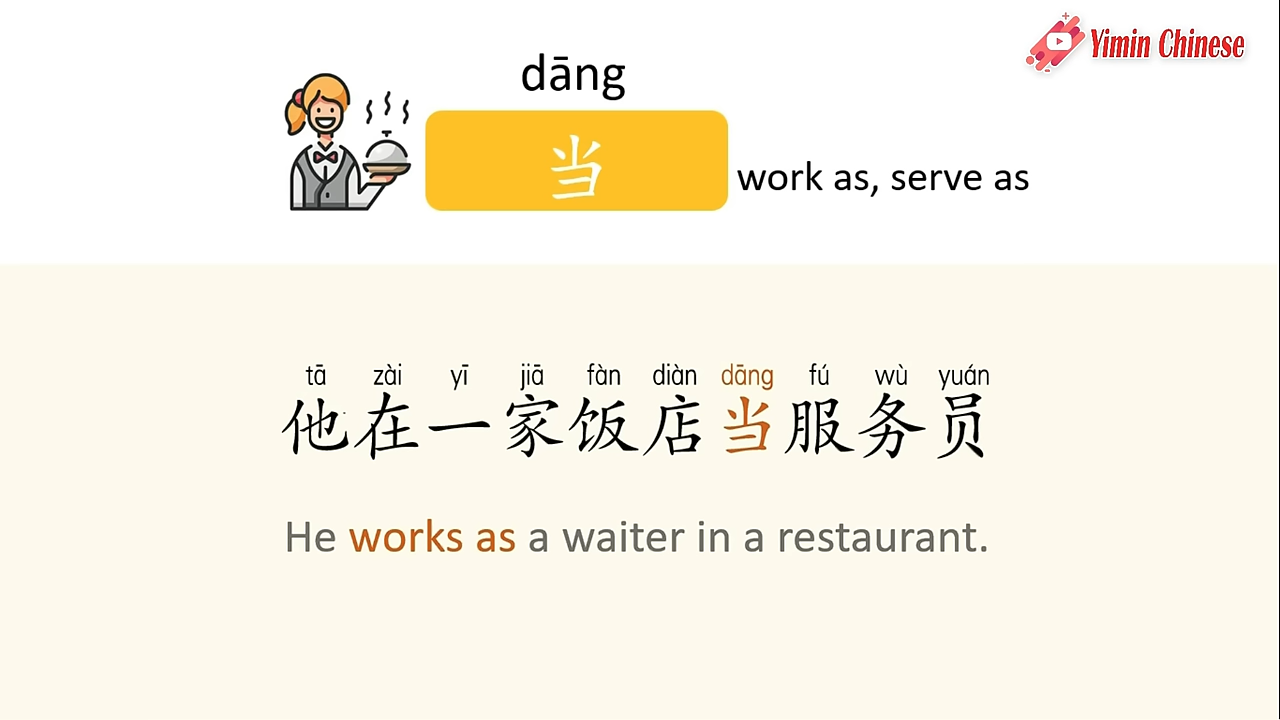 Yimin Chinese
dāng
当
work as, serve as
tā zài yī jiā fàn diàn dāng fú wù yuán
他在一家饭店当服务员
He works as a waiter in a restaurant.